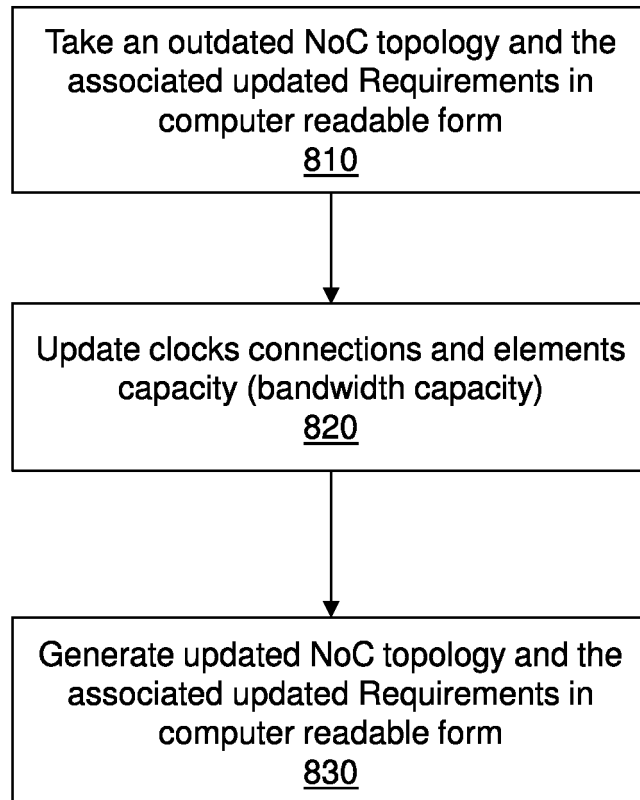 Take an outdated NoC topology and the
associated updated Requirements in
computer readable form
810
Update clocks connections and elements
capacity (bandwidth capacity)
820
Generate updated NoC topology and the
associated updated Requirements in
computer readable form
830